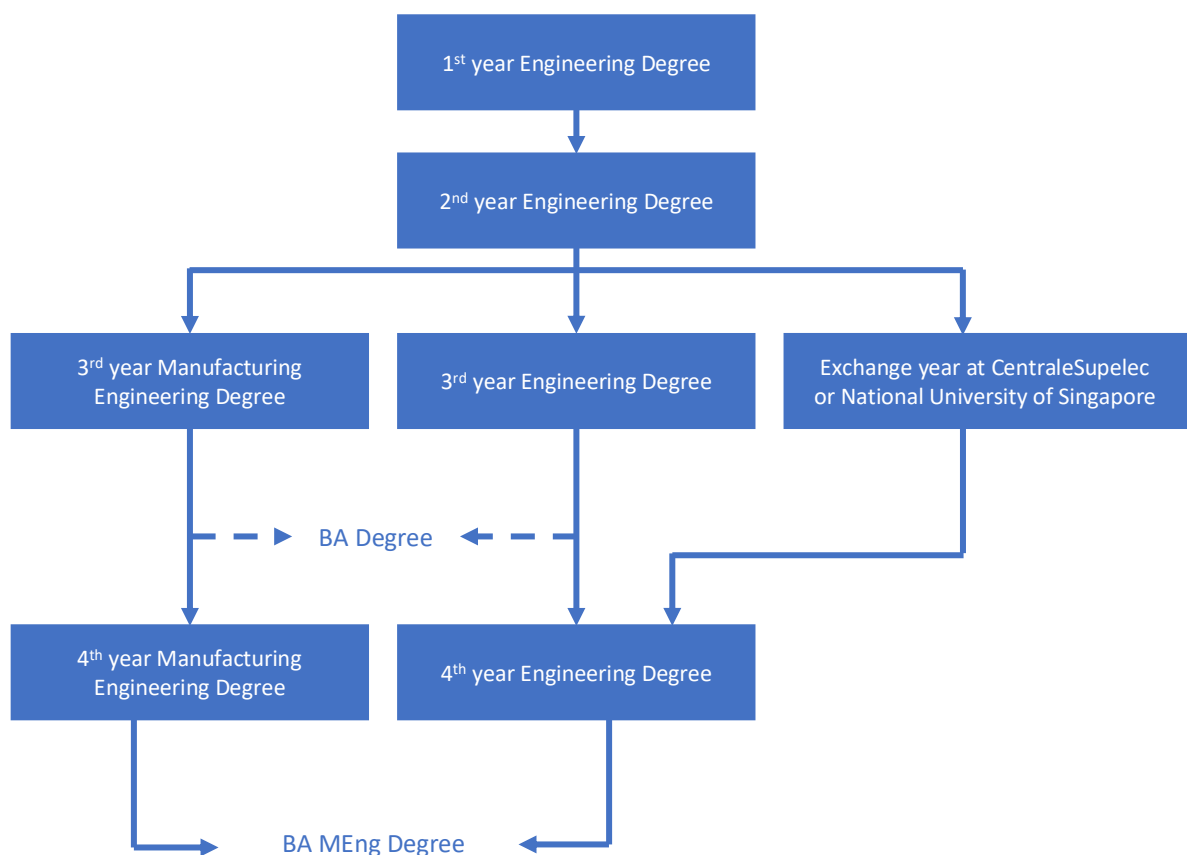 1st year Engineering Degree
2nd year Engineering Degree
3rd year Manufacturing
Engineering Degree
3rd year Engineering Degree
Exchange year at CentraleSupelec
or National University of Singapore
BA Degree
4th year Manufacturing
Engineering Degree
4th year Engineering Degree
BA MEng Degree